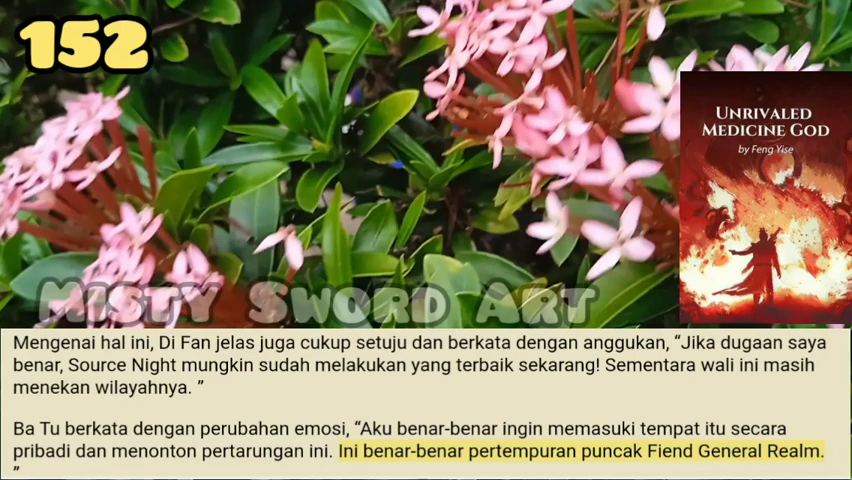 152
UNRIVALED
MEDICINE GOD
by Feng Yise
MISTY SWORD ART
Mengenai hal ini, Di Fan jelas juga cukup setuju dan berkata dengan anggukan, “Jika dugaan saya
benar, Source Night mungkin sudah melakukan yang terbaik sekarang! Sementara wali ini masih
menekan wilayahnya. ”
Ba Tu berkata dengan perubahan emosi, “Aku benar-benar ingin memasuki tempat itu secara
pribadi dan menonton pertarungan ini. Ini benar-benar pertempuran puncak Fiend General Realm.
”